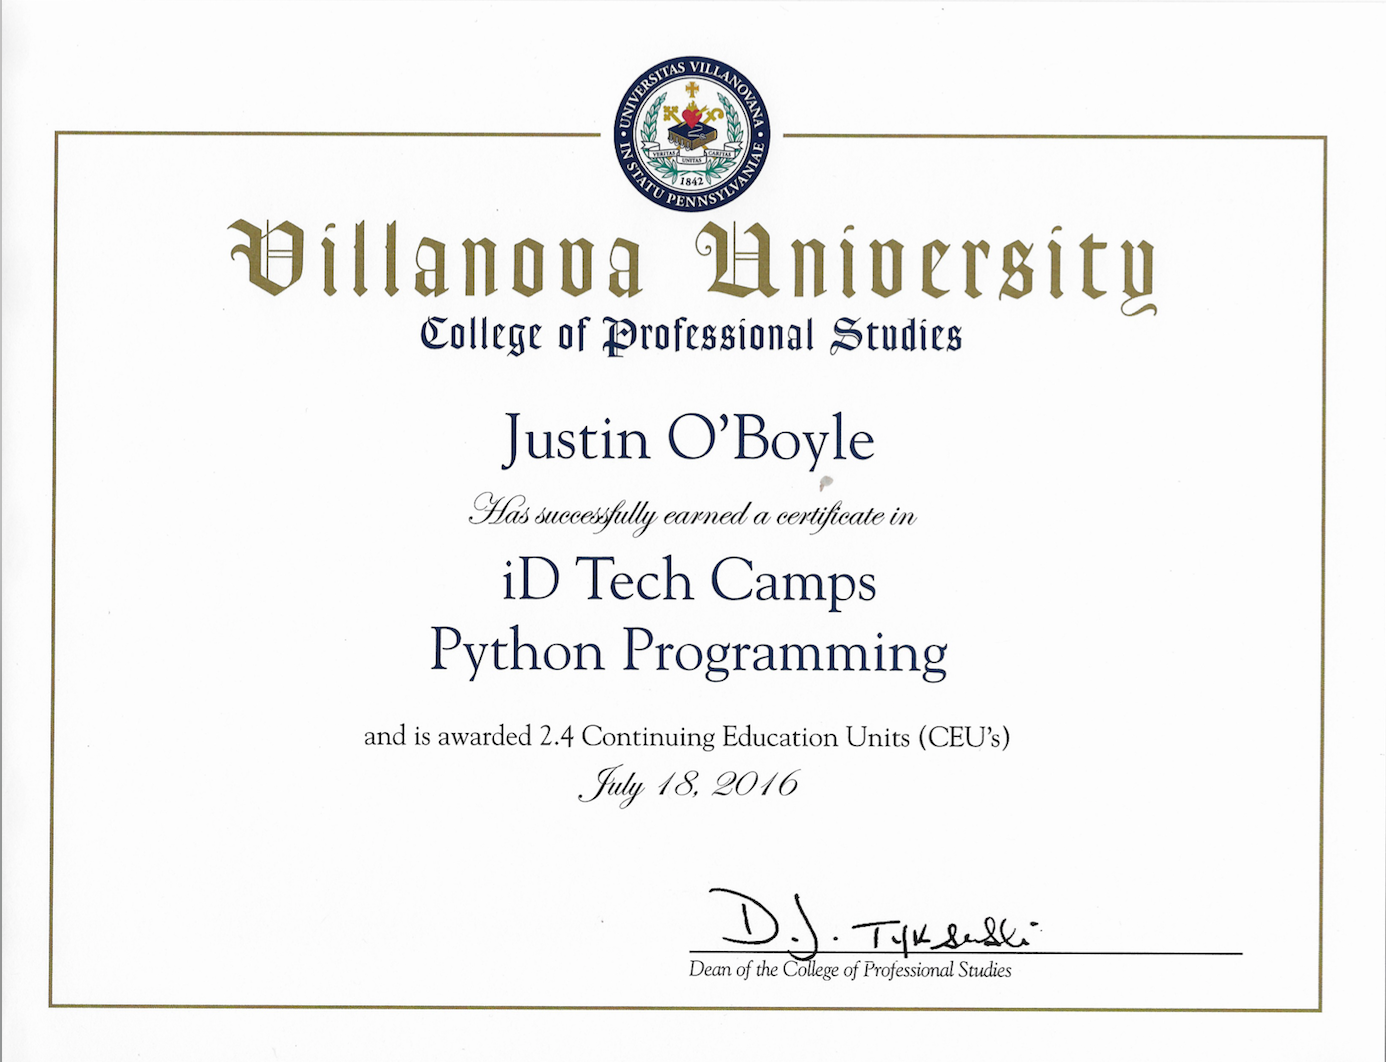 · UNIVERSITAS VILLANOVANA · IN STATU PENNSYLVANIAE
VERITAS UNITAS CARITAS
1842
Villanova University
College of Professional Studies
Justin O'Boyle
Has successfully earned a certificate in
iD Tech Camps
Python Programming
and is awarded 2.4 Continuing Education Units (CEU's)
July 18, 2016
D.J.
Dean of the College of Professional Studies